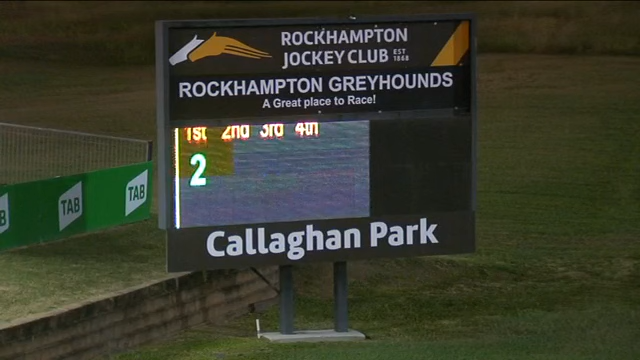 ROCKHAMPTON
JOCKEY CLUB EST 1868
ROCKHAMPTON GREYHOUNDS
A Great place to Race!
1st 2nd 3rd 4th
2
TAB
TAB
Callaghan Park